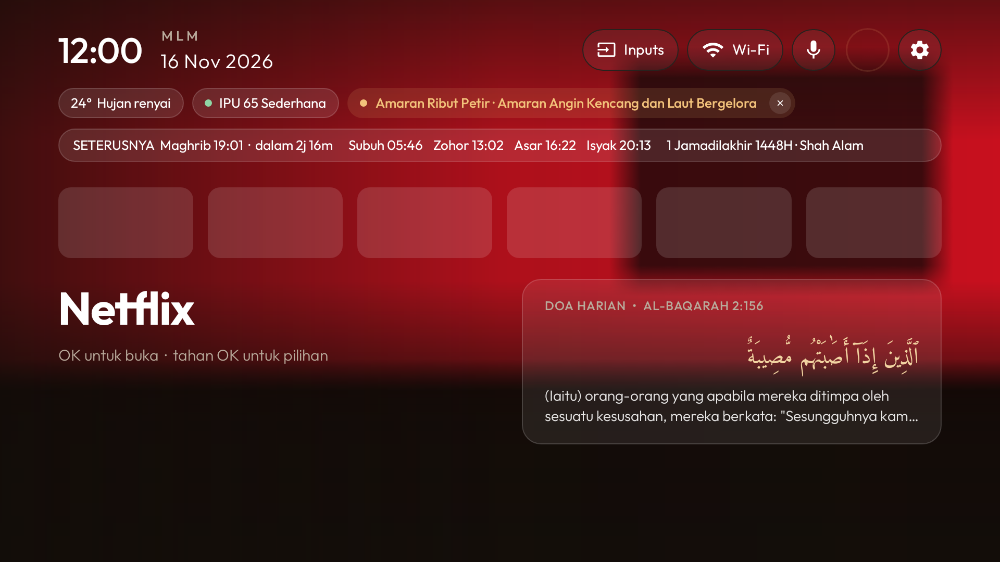 12:00
MLM
16 Nov 2026
Inputs
Wi-Fi
24° Hujan renyai
IPU 65 Sederhana
Amaran Ribut Petir · Amaran Angin Kencang dan Laut Bergelora
SETERUSNYA Maghrib 19:01 · dalam 2j 16m Subuh 05:46 Zohor 13:02 Asar 16:22 Isyak 20:13 1 Jamadilakhir 1448H · Shah Alam
Netflix
OK untuk buka · tahan OK untuk pilihan
DOA HARIAN • AL-BAQARAH 2:156
ٱلَّذِينَ إِذَآ أَصَٰبَتْهُم مُّصِيبَةٌ
(Iaitu) orang-orang yang apabila mereka ditimpa oleh
sesuatu kesusahan, mereka berkata: "Sesungguhnya kam…